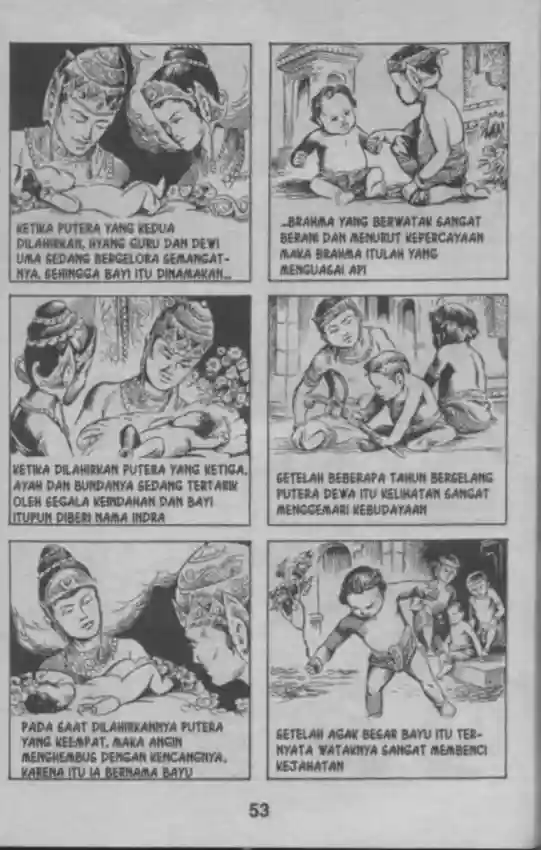 KETIKA PUTERA YANG KEDUA
DILAHIRKAN, HYANG GURU DAN DEWI
UMA SEDANG BERGELORA SEMANGAT-
NYA, SEHINGGA BAYI ITU DINAMAKAN...
...BRAHMA YANG BERWATAK SANGAT
BERANI DAN MENURUT KEPERCAYAAN
MAKA BRAHMA ITULAH YANG
MENGUASAI API
KETIKA DILAHIRKAN PUTERA YANG KETIGA,
AYAH DAN BUNDANYA SEDANG TERTARIK
OLEH SEGALA KEINDAHAN DAN BAYI
ITUPUN DIBERI NAMA INDRA
SETELAH BEBERAPA TAHUN BERSELANG
PUTERA DEWA ITU KELIHATAN SANGAT
MENGGEMARI KEBUDAYAAN
PADA SAAT DILAHIRKANNYA PUTERA
YANG KEEMPAT, MAKA ANGIN
MENGHEMBUS DENGAN KENCANGNYA,
KARENA ITU IA BERNAMA BAYU
SETELAH AGAK BESAR BAYU ITU TER-
NYATA WATAKNYA SANGAT MEMBENCI
KEJAHATAN
53